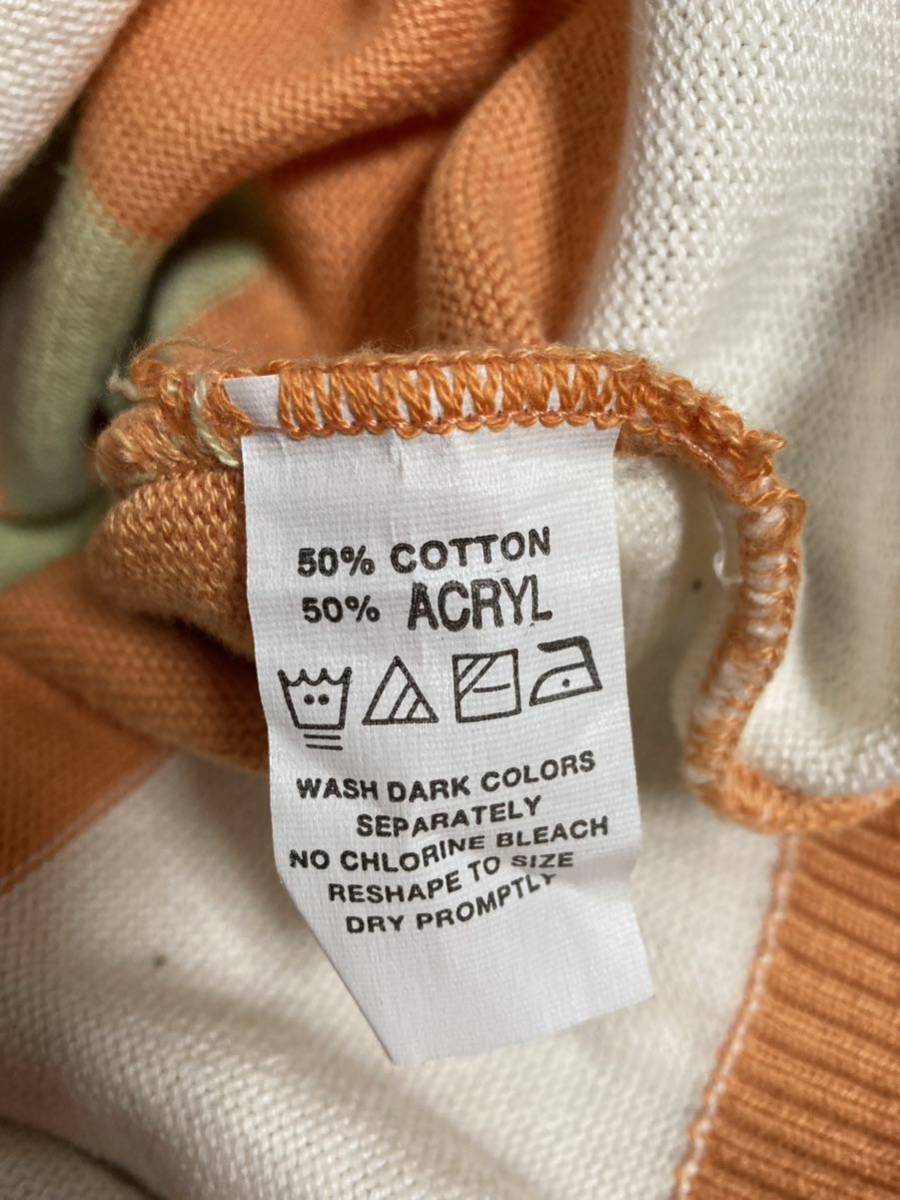 50% COTTON
50% ACRYL
WASH DARK COLORS
SEPARATELY
NO CHLORINE BLEACH
RESHAPE TO SIZE
DRY PROMPTLY